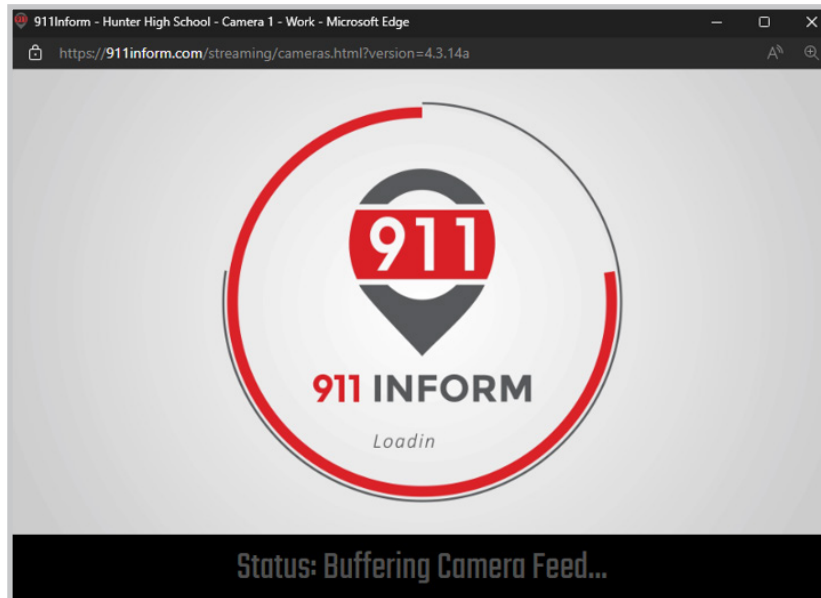 911Inform - Hunter High School - Camera 1 - Work - Microsoft Edge
https://911inform.com/streaming/cameras.html?version=4.3.14a
911
911 INFORM
Loadin
Status: Buffering Camera Feed...